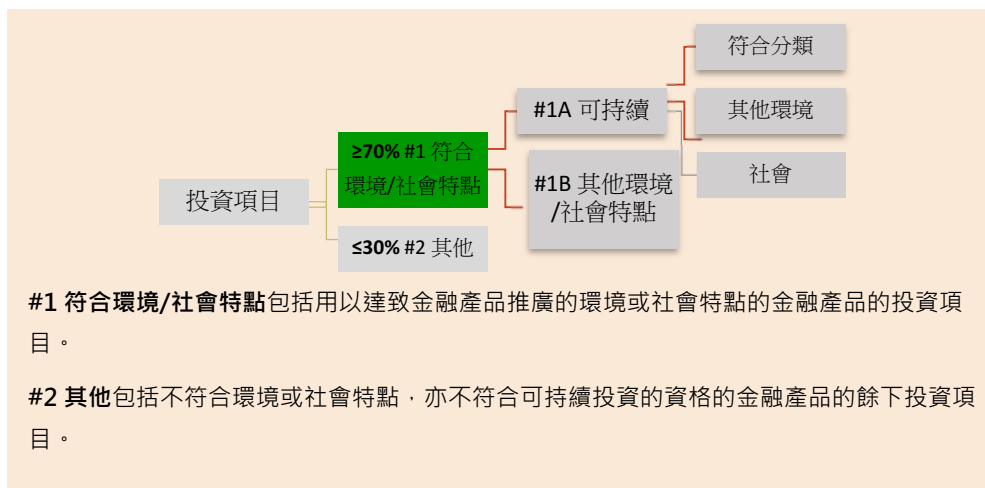 符合分類
#1A 可持續
其他環境
≥70% #1 符合
環境/社會特點
#1B 其他環境
/社會特點
社會
投資項目
≤30% #2 其他
#1 符合環境/社會特點包括用以達致金融產品推廣的環境或社會特點的金融產品的投資項
目。
#2 其他包括不符合環境或社會特點，亦不符合可持續投資的資格的金融產品的餘下投資項
目。